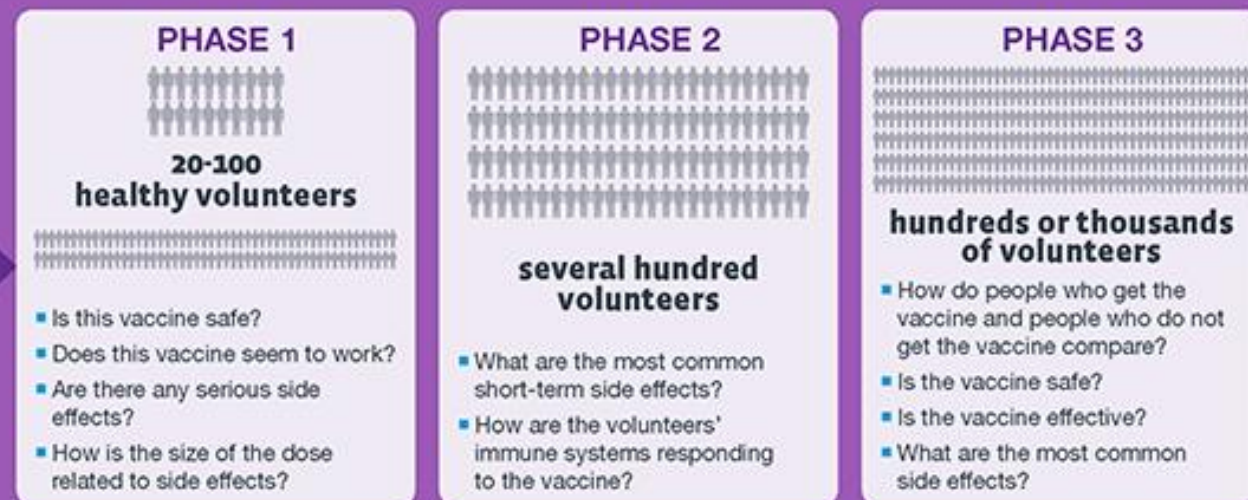 PHASE 1
20-100
healthy volunteers
Is this vaccine safe?
Does this vaccine seem to work?
Are there any serious side
effects?
How is the size of the dose
related to side effects?
PHASE 2
several hundred
volunteers
What are the most common
short-term side effects?
How are the volunteers'
immune systems responding
to the vaccine?
PHASE 3
hundreds or thousands
of volunteers
How do people who get the
vaccine and people who do not
get the vaccine compare?
Is the vaccine safe?
Is the vaccine effective?
What are the most common
side effects?